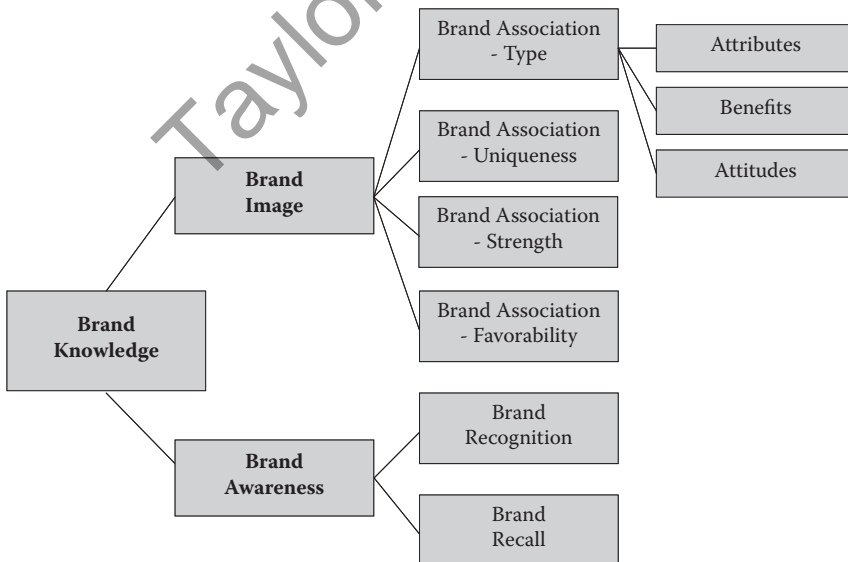 Taylor
Brand Association
- Type
Attributes
Benefits
Attitudes
Brand Association
- Uniqueness
Brand
Image
Brand Association
- Strength
Brand Association
- Favorability
Brand
Knowledge
Brand
Recognition
Brand
Awareness
Brand
Recall